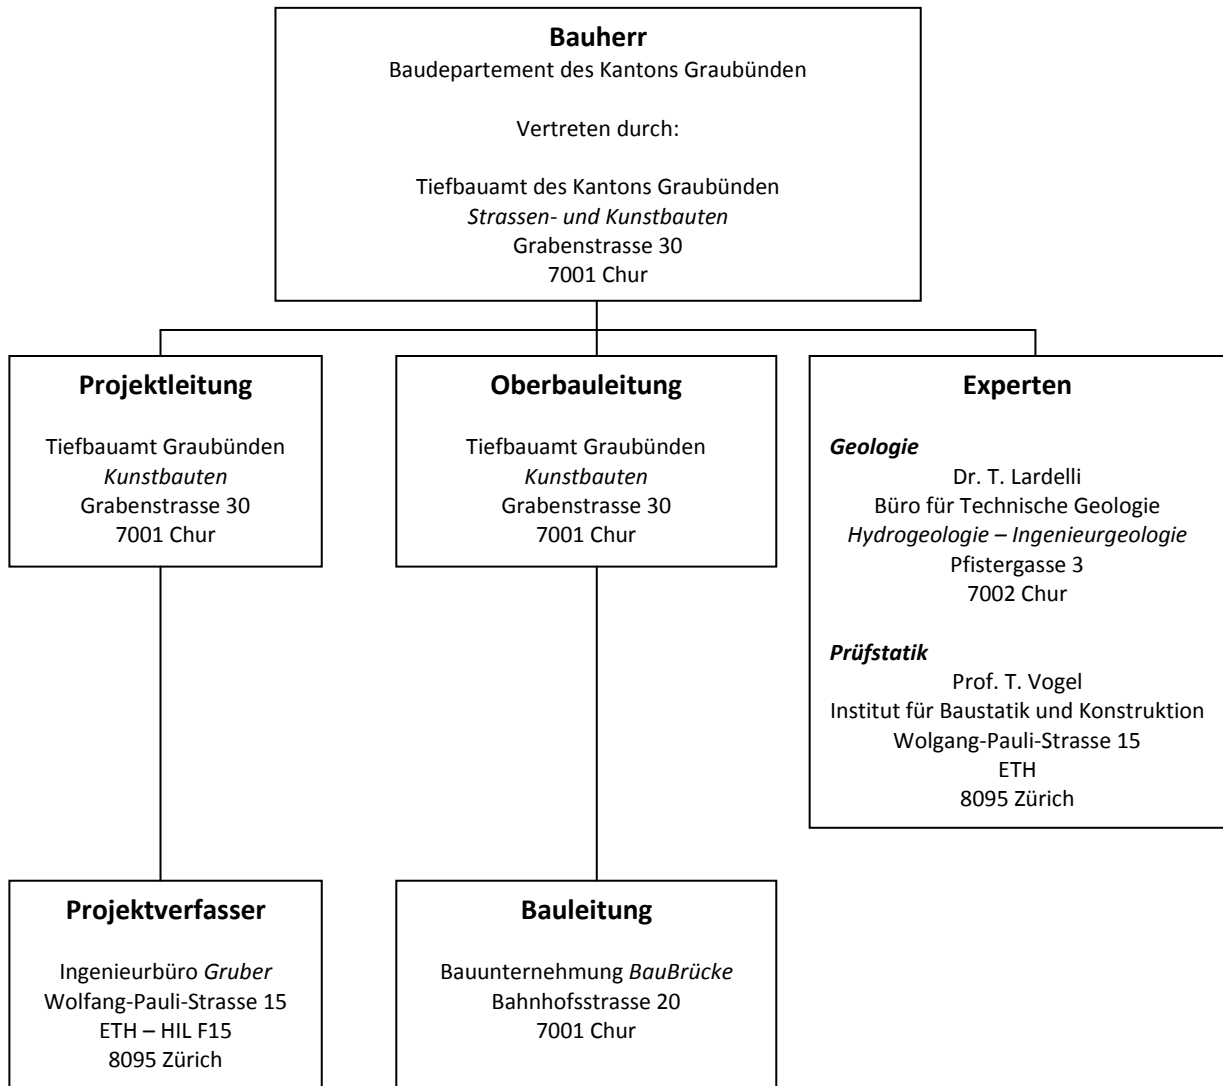 Bauherr
Baudepartement des Kantons Graubünden
Vertreten durch:
Tiefbauamt des Kantons Graubünden
Strassen- und Kunstbauten
Grabenstrasse 30
7001 Chur
Projektleitung
Tiefbauamt Graubünden
Kunstbauten
Grabenstrasse 30
7001 Chur
Oberbauleitung
Tiefbauamt Graubünden
Kunstbauten
Grabenstrasse 30
7001 Chur
Experten
Geologie
Dr. T. Lardelli
Büro für Technische Geologie
Hydrogeologie – Ingenieurgeologie
Pfistergasse 3
7002 Chur
Prüfstatik
Prof. T. Vogel
Institut für Baustatik und Konstruktion
Wolgang-Pauli-Strasse 15
ETH
8095 Zürich
Projektverfasser
Ingenieurbüro Gruber
Wolfang-Pauli-Strasse 15
ETH – HIL F15
8095 Zürich
Bauleitung
Bauunternehmung BauBrücke
Bahnhofsstrasse 20
7001 Chur